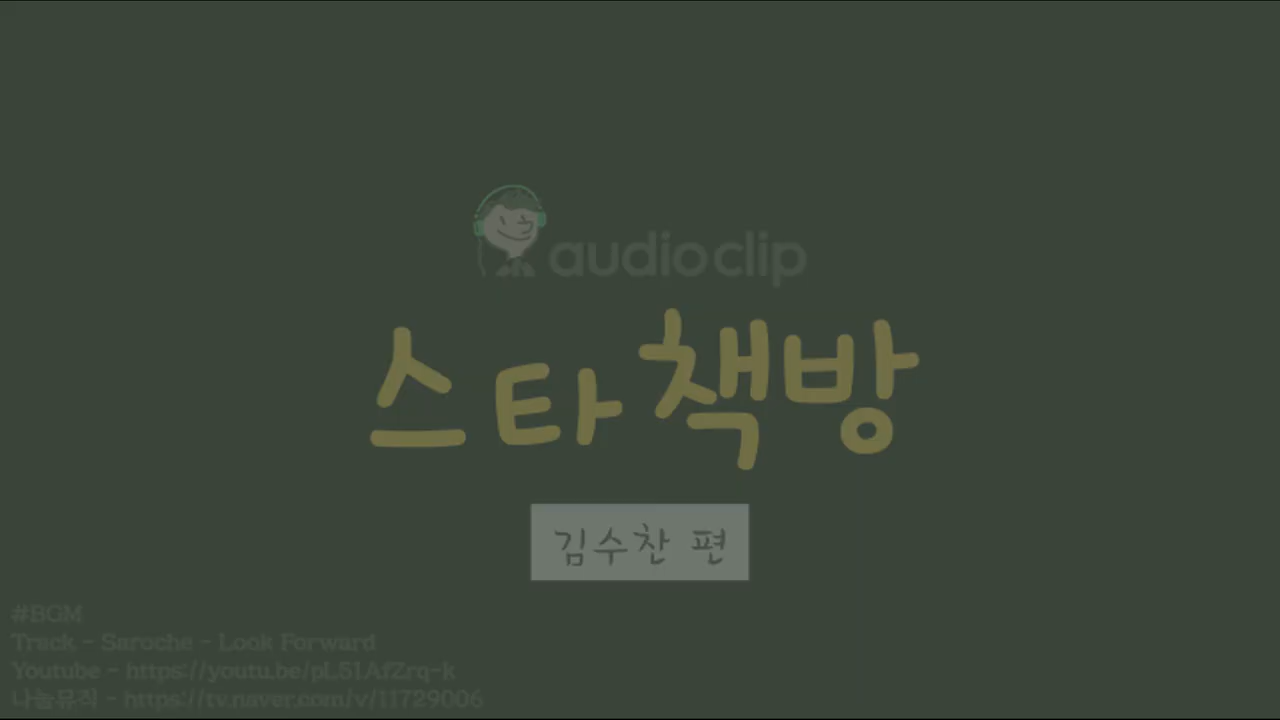 audioclip
스타책방
김수찬 편
#BGM
Track - Saroche - Look Forward
Youtube - https://youtu.be/pL51AfZrq-k
나눔뮤직 - https://tv.naver.com/v/11729006